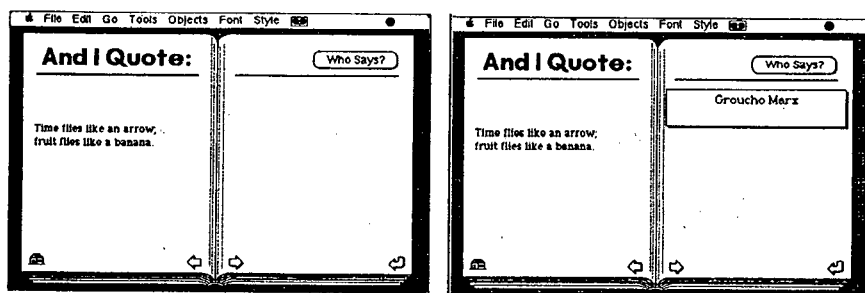 File Edit Go Tools Objects Font Style
And I Quote:
Who Says?
Time flies like an arrow;
fruit flies like a banana.
File Edit Go Tools Objects Font Style
And I Quote:
Who Says?
Groucho Marx
Time flies like an arrow;
fruit flies like a banana.